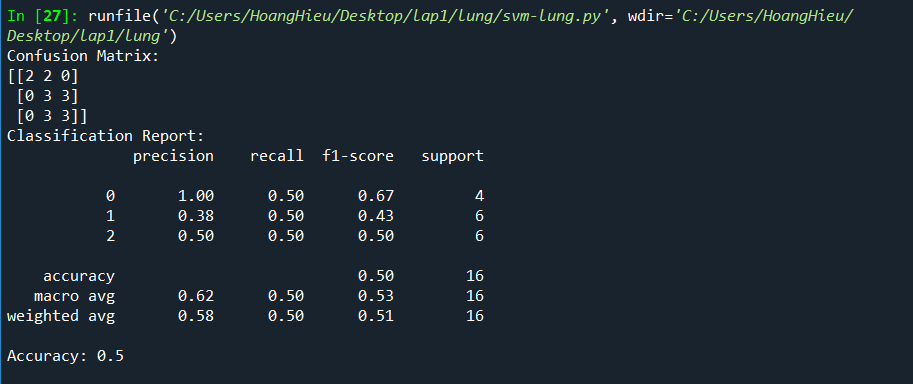 In [27]: runfile('C:/Users/HoangHieu/Desktop/lap1/lung/svm-lung.py', wdir='C:/Users/HoangHieu/
Desktop/lap1/lung')
Confusion Matrix:
[[2 2 0]
 [0 3 3]
 [0 3 3]]
Classification Report:
              precision    recall  f1-score   support

           0       1.00      0.50      0.67         4
           1       0.38      0.50      0.43         6
           2       0.50      0.50      0.50         6

    accuracy                           0.50        16
   macro avg       0.62      0.50      0.53        16
weighted avg       0.58      0.50      0.51        16

Accuracy: 0.5